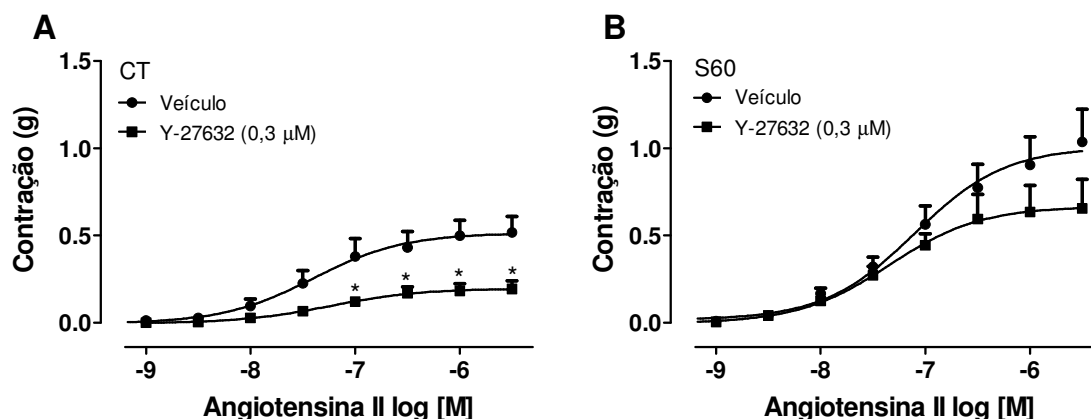 A
CT
Veículo
Y-27632 (0,3 μM)
Contração (g)
1.5
1.0
0.5
0.0
* * * *
-9 -8 -7 -6
Angiotensina II log [M]
B
S60
Veículo
Y-27632 (0,3 μM)
Contração (g)
1.5
1.0
0.5
0.0
-9 -8 -7 -6
Angiotensina II log [M]